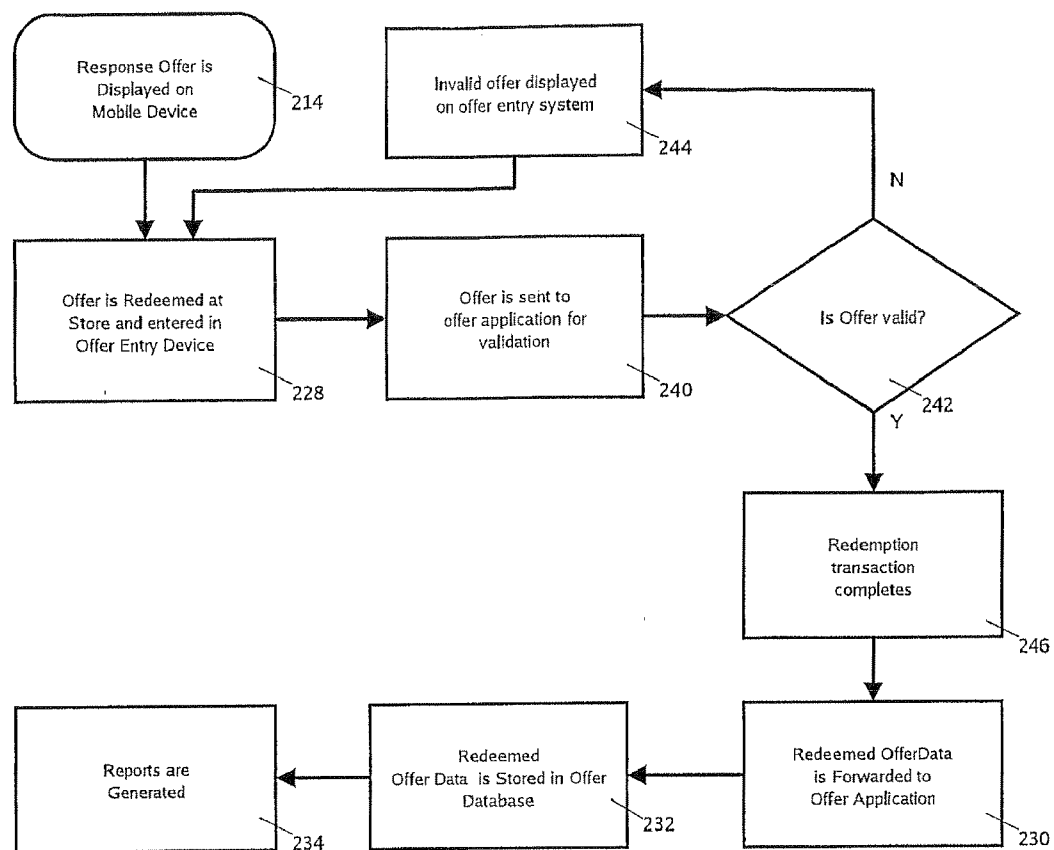 Response Offer is
Displayed on
Mobile Device
214
Invalid offer displayed
on offer entry system
244
N
Offer is Redeemed at
Store and entered in
Offer Entry Device
228
Offer is sent to
offer application for
validation
240
Is Offer valid?
242
Y
Redemption
transaction
completes
246
Reports are
Generated
234
Redeemed
Offer Data is Stored in Offer
Database
232
Redeemed OfferData
is Forwarded to
Offer Application
230